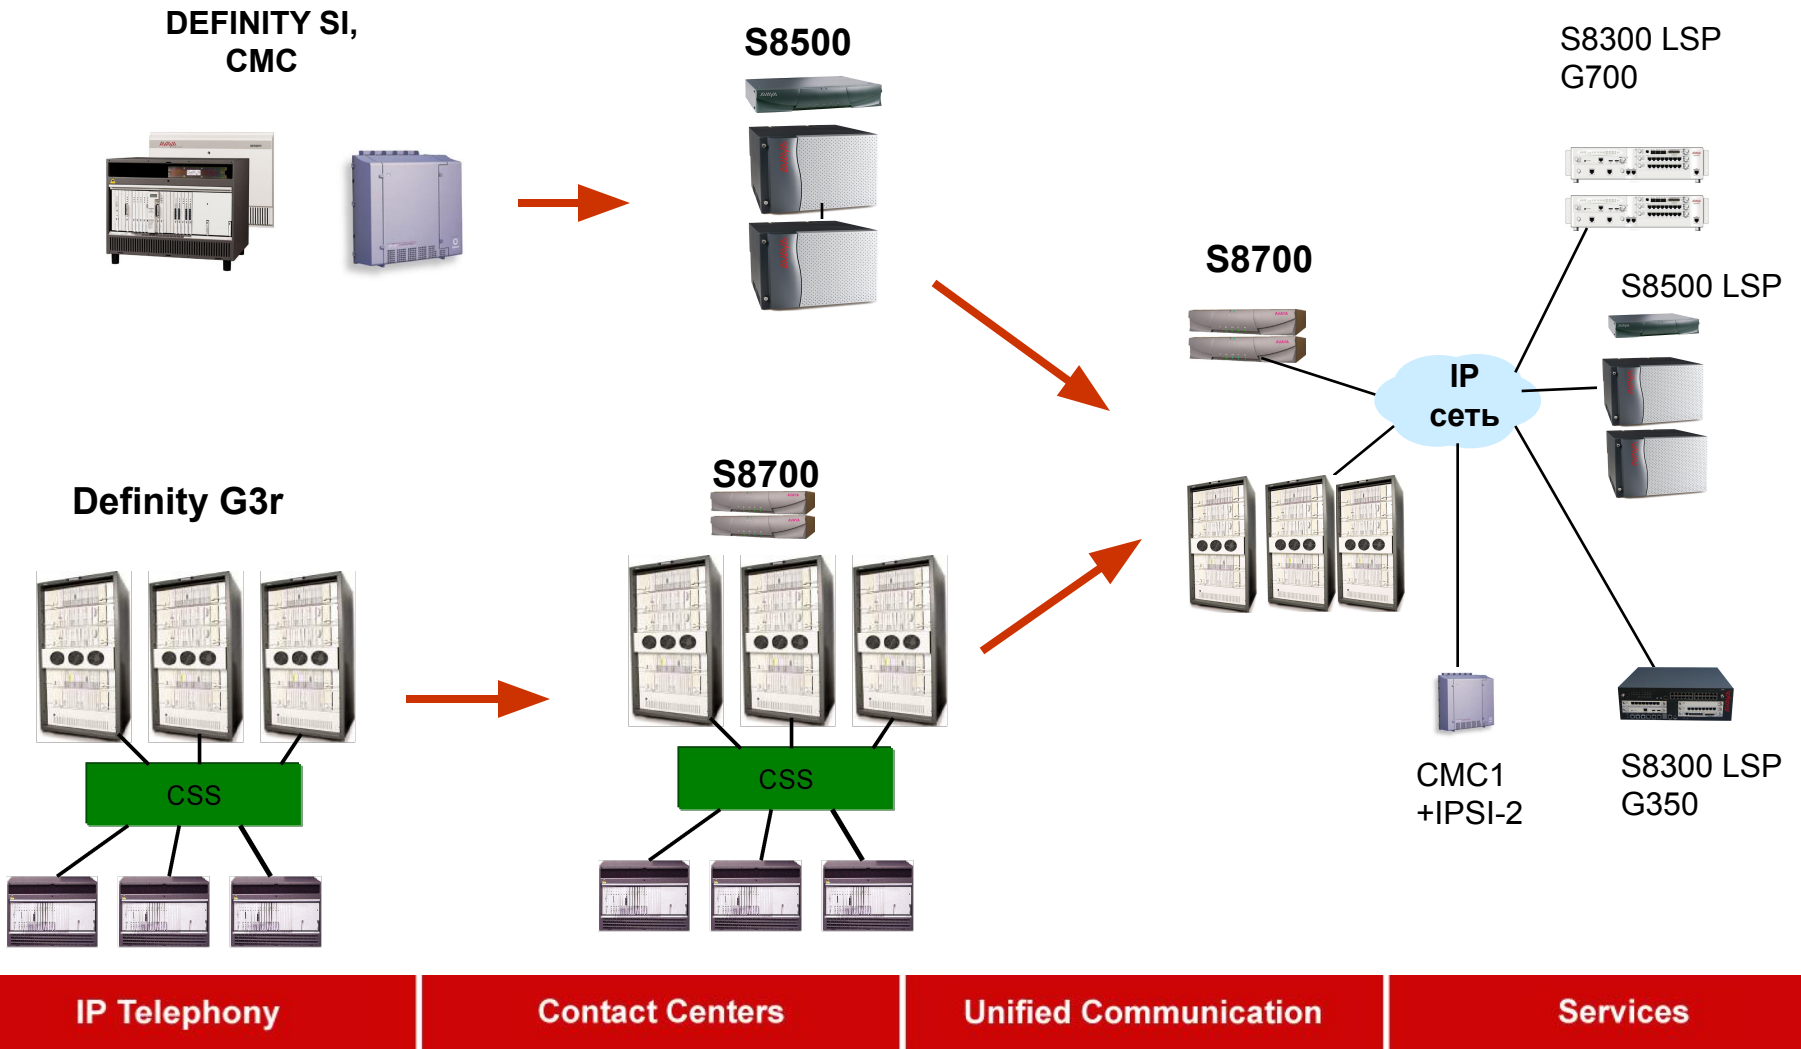 DEFINITY SI,
CMC
S8500
S8300 LSP
G700
S8700
S8500 LSP
IP
сеть
S8700
Definity G3r
CSS
CSS
CMC1
+IPSI-2
S8300 LSP
G350
IP Telephony
Contact Centers
Unified Communication
Services